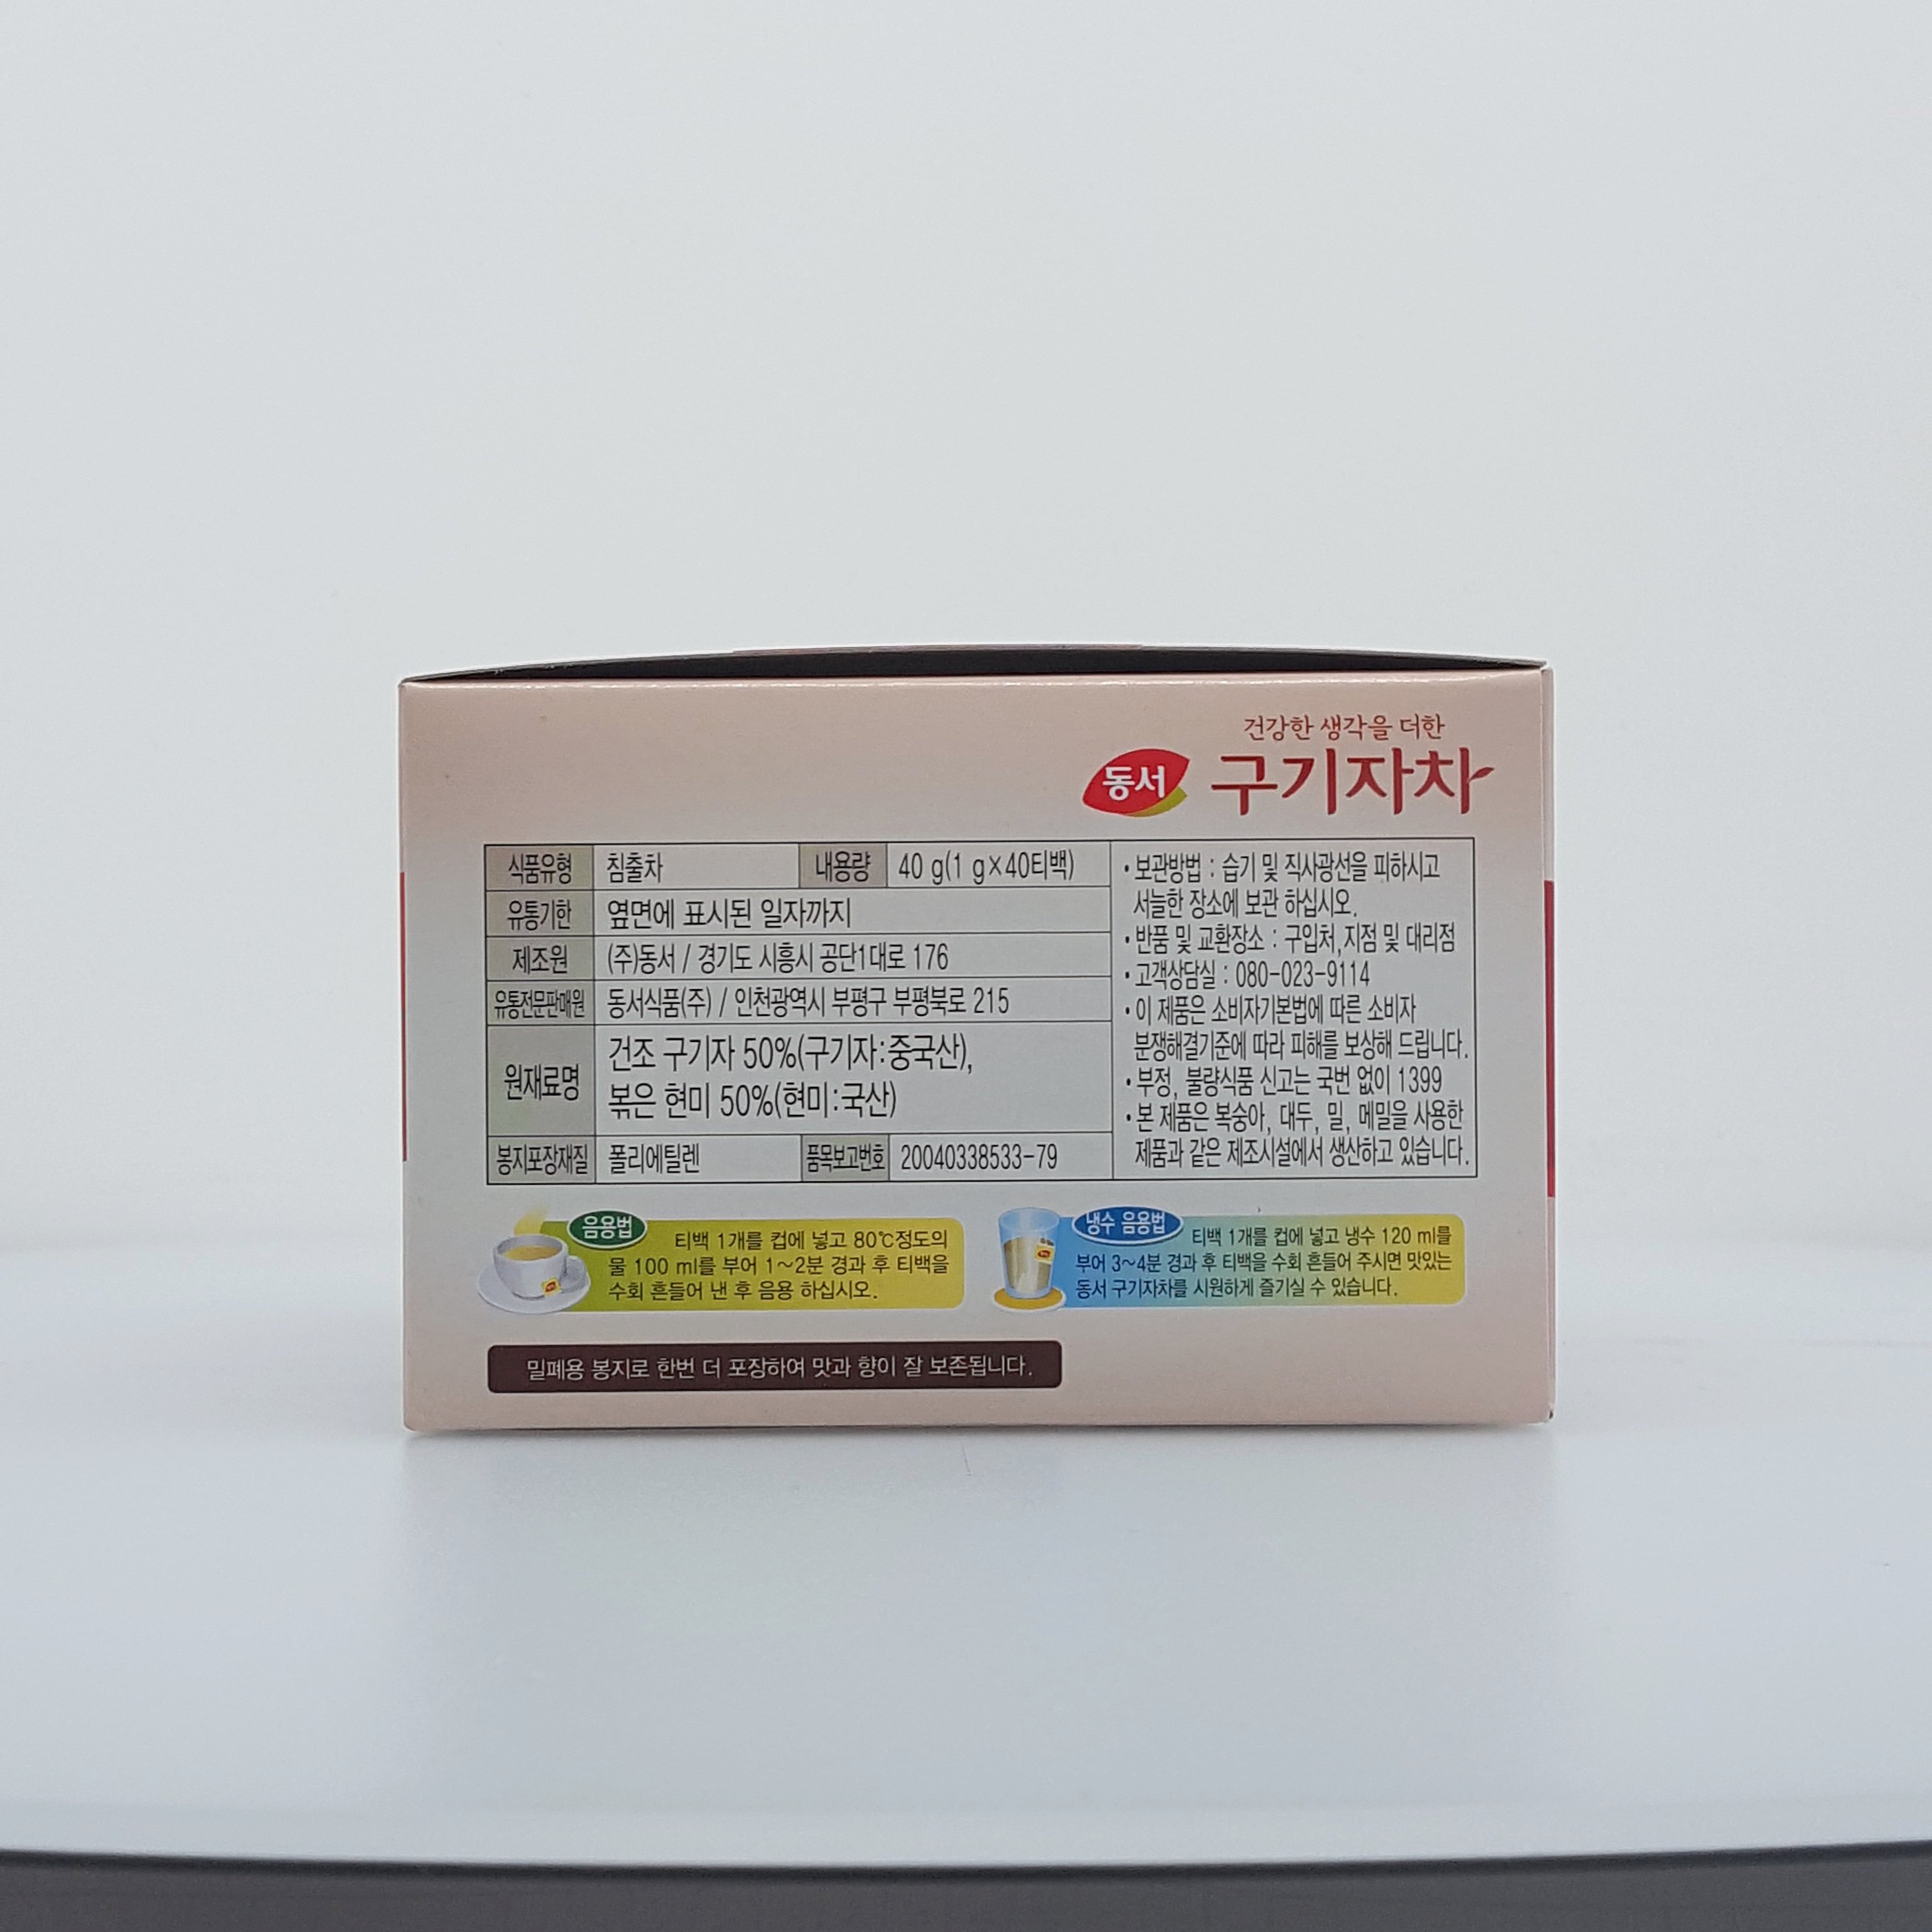 건강한 생각을 더한
동서 구기자차
식품유형 침출차 내용량 40 g(1 g×40티백)
유통기한 옆면에 표시된 일자까지
제조원 (주)동서 / 경기도 시흥시 공단1대로 176
유통전문판매원 동서식품(주) / 인천광역시 부평구 부평북로 215
원재료명 건조 구기자 50%(구기자:중국산),
볶은 현미 50%(현미:국산)
봉지포장재질 폴리에틸렌 품목보고번호 20040338533-79
• 보관방법 : 습기 및 직사광선을 피하시고
서늘한 장소에 보관 하십시오.
• 반품 및 교환장소 : 구입처,지점 및 대리점
• 고객상담실 : 080-023-9114
• 이 제품은 소비자기본법에 따른 소비자
분쟁해결기준에 따라 피해를 보상해 드립니다.
• 부정, 불량식품 신고는 국번 없이 1399
• 본 제품은 복숭아, 대두, 밀, 메밀을 사용한
제품과 같은 제조시설에서 생산하고 있습니다.
음용법
티백 1개를 컵에 넣고 80℃정도의
물 100 ml를 부어 1~2분 경과 후 티백을
수회 흔들어 낸 후 음용 하십시오.
냉수 음용법
티백 1개를 컵에 넣고 냉수 120 ml를
부어 3~4분 경과 후 티백을 수회 흔들어 주시면 맛있는
동서 구기자차를 시원하게 즐기실 수 있습니다.
밀폐용 봉지로 한번 더 포장하여 맛과 향이 잘 보존됩니다.